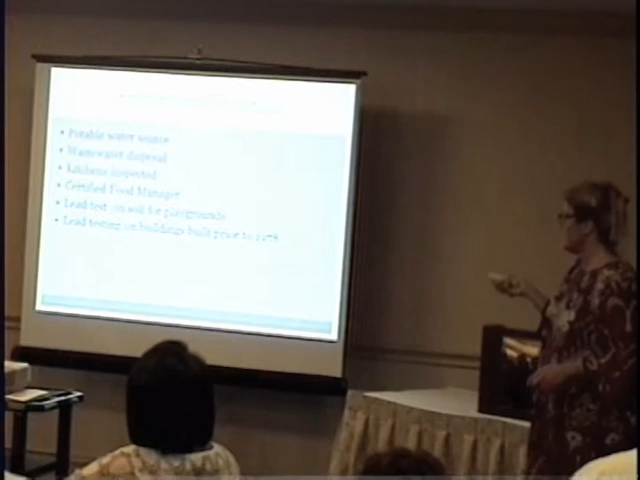 • Potable water source
• Wastewater disposal
• Kitchens inspected
• Certified Food Manager
• Lead test on soil for playgrounds
• Lead testing on buildings built prior to 1978